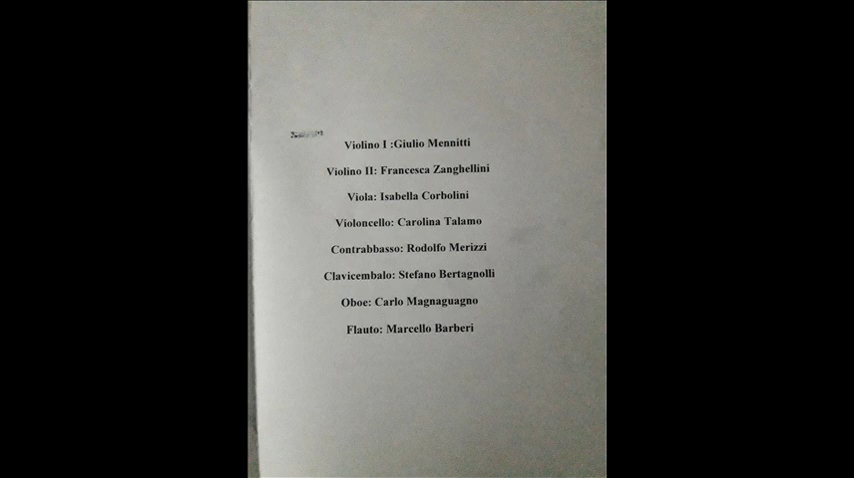 Violino I :Giulio Mennitti
Violino II: Francesca Zanghellini
Viola: Isabella Corbolini
Violoncello: Carolina Talamo
Contrabbasso: Rodolfo Merizzi
Clavicembalo: Stefano Bertagnolli
Oboe: Carlo Magnaguagno
Flauto: Marcello Barberi